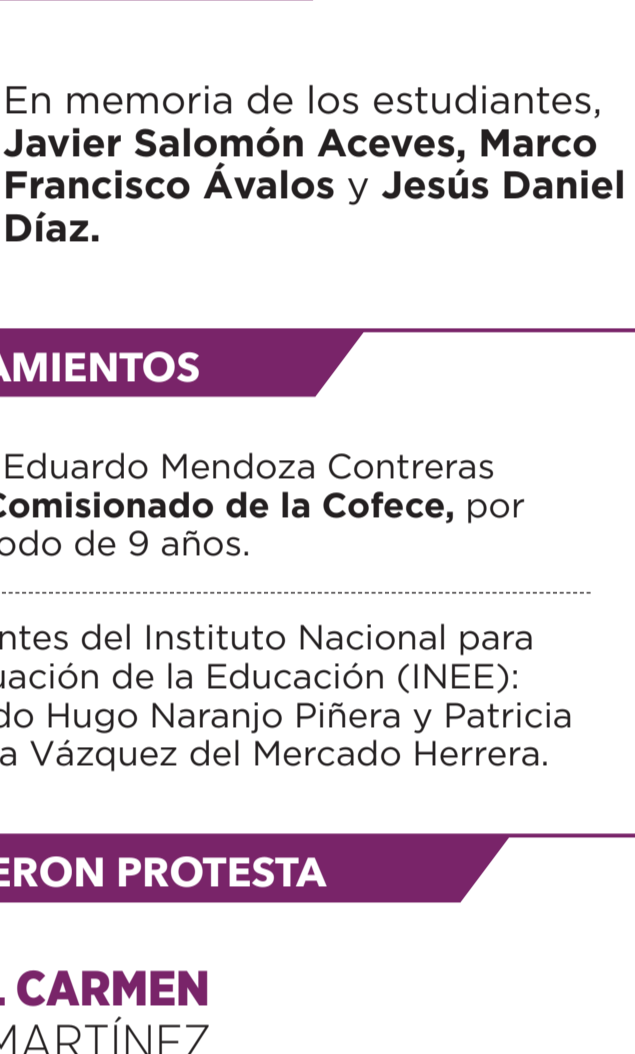 En memoria de los estudiantes,
Javier Salomón Aceves, Marco
Francisco Ávalos y Jesús Daniel
Díaz.
AMIENTOS
Eduardo Mendoza Contreras
Comisionado de la Cofece, por
odo de 9 años.
ntes del Instituto Nacional para
uación de la Educación (INEE):
do Hugo Naranjo Piñera y Patricia
a Vázquez del Mercado Herrera.
ERON PROTESTA
CARMEN
MARTÍNEZ